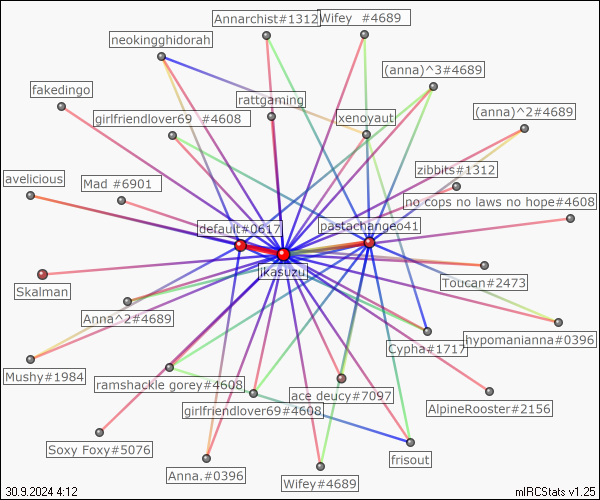 Annarchist#1312
Wifey  #4689
neokingghidorah
(anna)^3#4689
fakedingo
rattgaming
girlfriendlover69  #4608
xenoyaut
(anna)^2#4689
zibbits#1312
avelicious
Mad #6901
no cops no laws no hope#4608
default#0617
pastachangeo41
ikasuzu
Skalman
Toucan#2473
Anna^2#4689
hypomanianna#0396
Cypha#1717
Mushy#1984
ramshackle gorey#4608
ace deucy#7097
girlfriendlover69#4608
AlpineRooster#2156
Soxy Foxy#5076
frisout
Anna.#0396
Wifey#4689
30.9.2024 4:12
mIRCStats v1.25